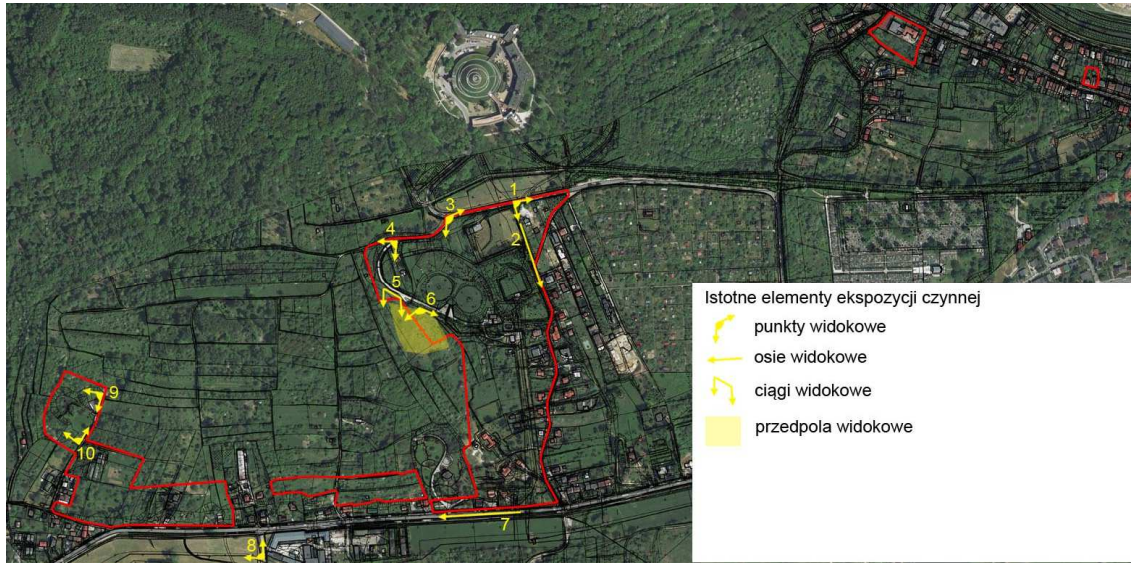 1
3
2
4
5
6
9
10
7
8
Istotne elementy ekspozycji czynnej
punkty widokowe
osie widokowe
ciągi widokowe
przedpola widokowe